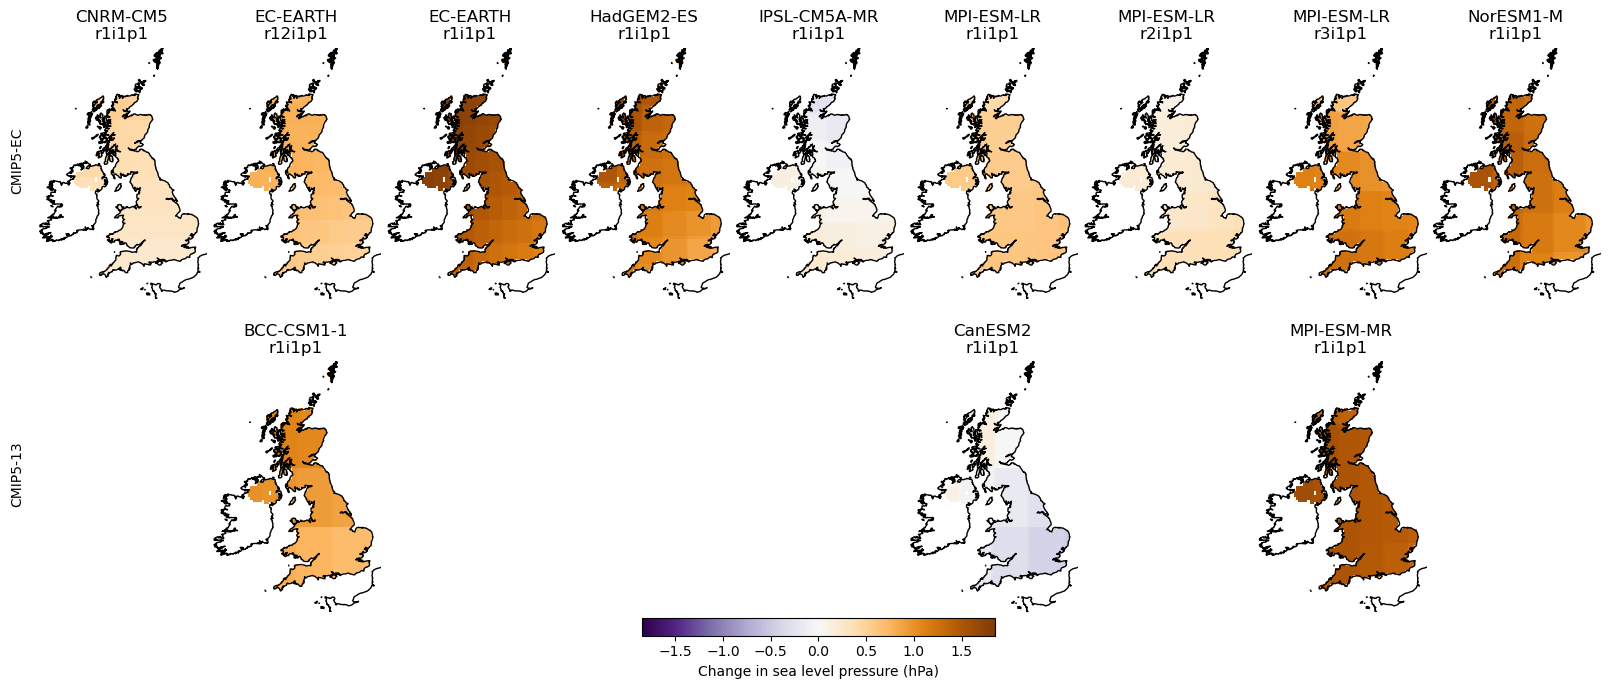 CNRM-CM5
r1i1p1
EC-EARTH
r12i1p1
EC-EARTH
r1i1p1
HadGEM2-ES
r1i1p1
IPSL-CM5A-MR
r1i1p1
MPI-ESM-LR
r1i1p1
MPI-ESM-LR
r2i1p1
MPI-ESM-LR
r3i1p1
NorESM1-M
r1i1p1
CMIP5-EC
BCC-CSM1-1
r1i1p1
CanESM2
r1i1p1
MPI-ESM-MR
r1i1p1
CMIP5-13
−1.5 −1.0 −0.5 0.0 0.5 1.0 1.5
Change in sea level pressure (hPa)